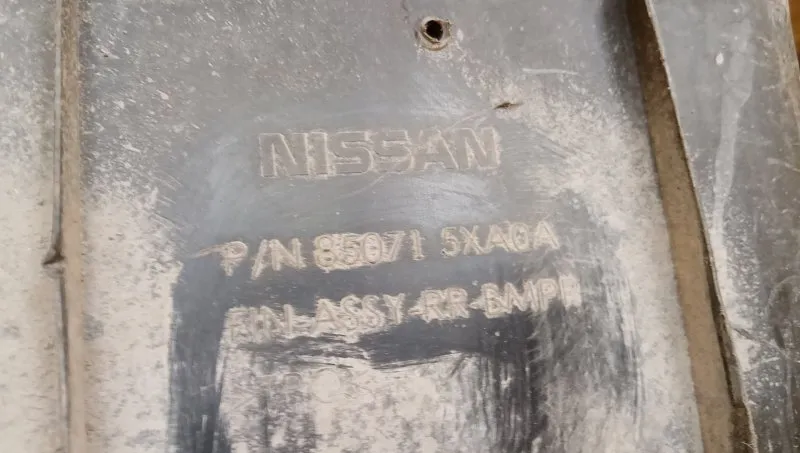 NISSAN
P/N 85071 5XA0A
FIN-ASSY-RR BMPR